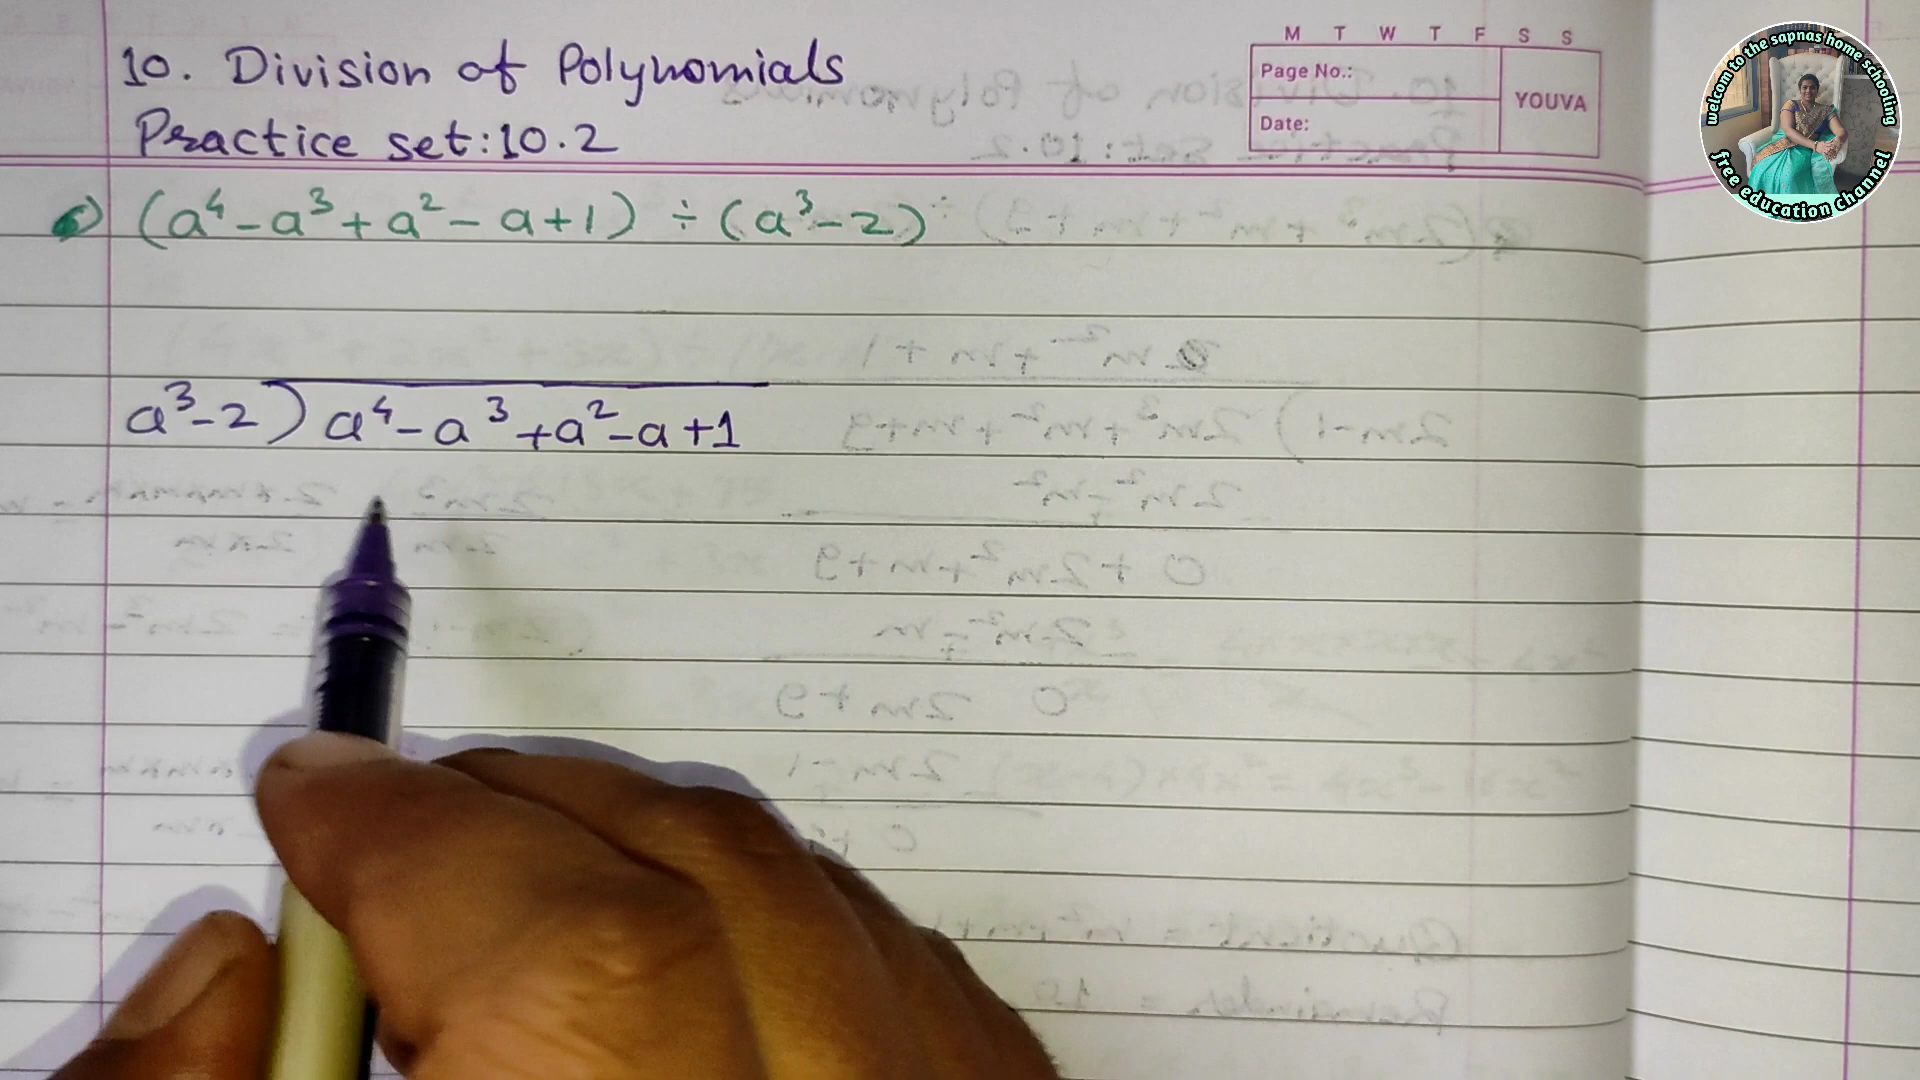 10. Division of Polynomials
Practice set:10.2
M T W T F S S
Page No.:
Date:
YOUVA
welcom to the sapnas home schooling
free education channel
(a⁴-a³+a²-a+1) ÷ (a³-2)
a³-2) a⁴-a³+a²-a+1